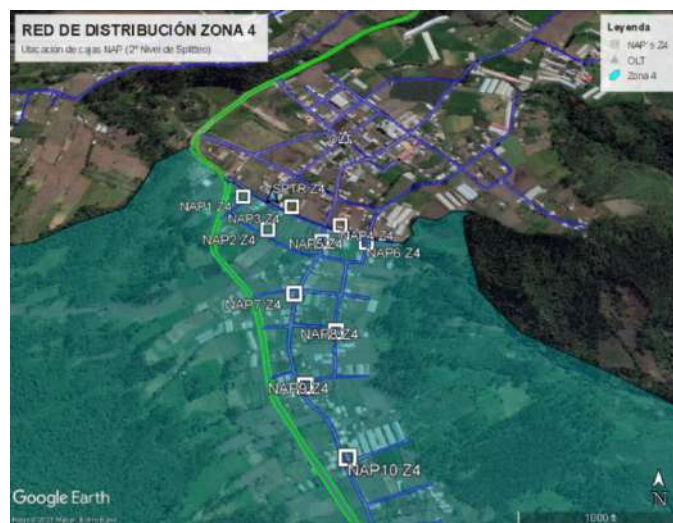 RED DE DISTRIBUCIÓN ZONA 4
Ubicación de cajas NAP (2° Nivel de Splitteo)
Leyenda
NAP´s Z4
OLT
Zona 4
SPTR Z4
NAP1 Z4
NAP3 Z4
NAP2 Z4
NAP4 Z4
NAP5 Z4
NAP6 Z4
NAP7 Z4
NAP8 Z4
NAP9 Z4
NAP10 Z4
Google Earth
N
1000 ft